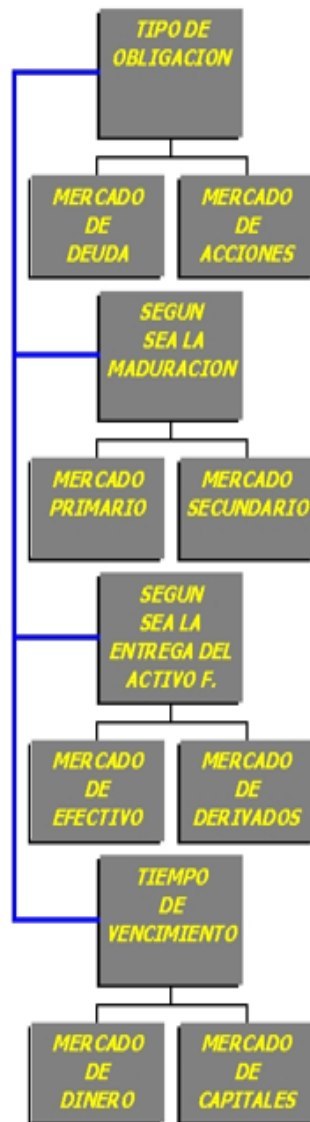 TIPO DE
OBLIGACION
MERCADO
DE
DEUDA
MERCADO
DE
ACCIONES
SEGUN
SEA LA
MADURACION
MERCADO
PRIMARIO
MERCADO
SECUNDARIO
SEGUN
SEA LA
ENTREGA DEL
ACTIVO F.
MERCADO
DE
EFECTIVO
MERCADO
DE
DERIVADOS
TIEMPO
DE
VENCIMIENTO
MERCADO
DE
DINERO
MERCADO
DE
CAPITALES